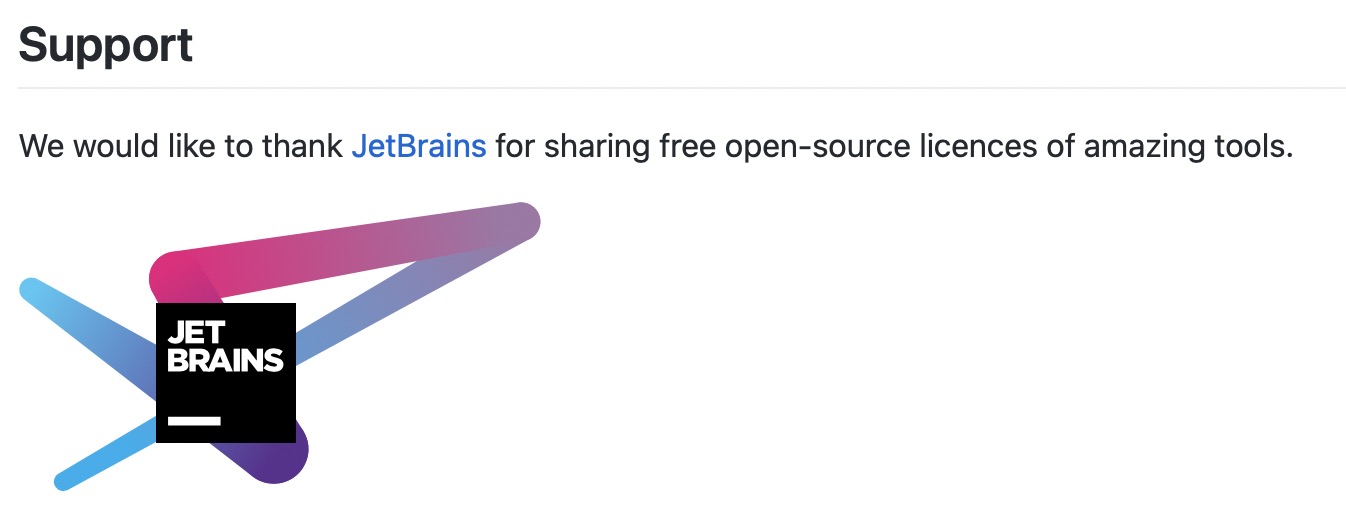 Support
We would like to thank JetBrains for sharing free open-source licences of amazing tools.
JET
BRAINS